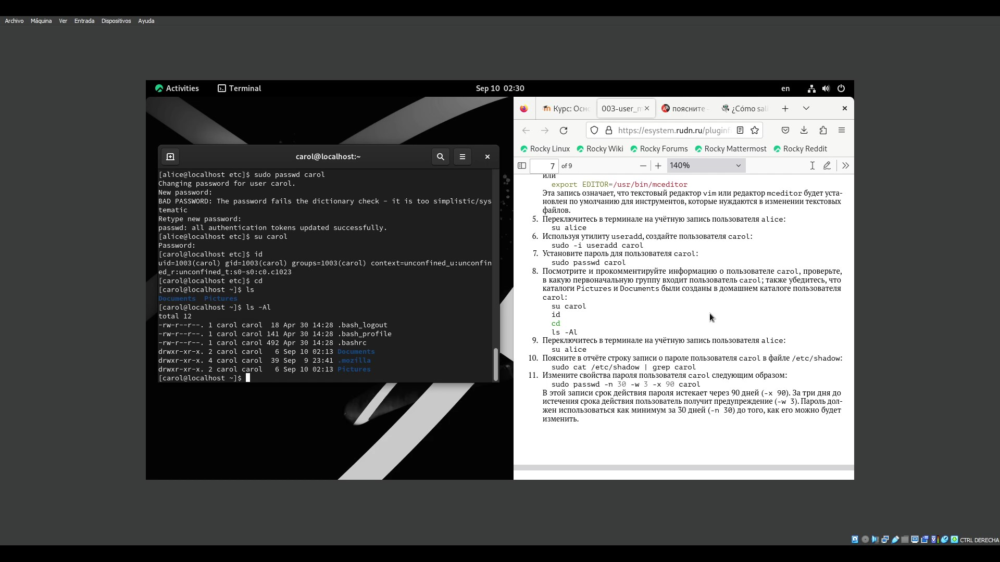 Archivo Máquina Ver Entrada Dispositivos Ayuda
Activities Terminal Sep 10 02:30 en
carol@localhost:~
[alice@localhost etc]$ sudo passwd carol
Changing password for user carol.
New password:
BAD PASSWORD: The password fails the dictionary check - it is too simplistic/sys
tematic
Retype new password:
passwd: all authentication tokens updated successfully.
[alice@localhost etc]$ su carol
Password:
[carol@localhost etc]$ id
uid=1003(carol) gid=1003(carol) groups=1003(carol) context=unconfined_u:unconfin
ed_r:unconfined_t:s0-s0:c0.c1023
[carol@localhost etc]$ cd
[carol@localhost ~]$ ls
Documents Pictures
[carol@localhost ~]$ ls -Al
total 12
-rw-r--r--. 1 carol carol 18 Apr 30 14:28 .bash_logout
-rw-r--r--. 1 carol carol 141 Apr 30 14:28 .bash_profile
-rw-r--r--. 1 carol carol 492 Apr 30 14:28 .bashrc
drwxr-xr-x. 2 carol carol 6 Sep 10 02:13 Documents
drwxr-xr-x. 4 carol carol 39 Sep 9 23:41 .mozilla
drwxr-xr-x. 2 carol carol 6 Sep 10 02:13 Pictures
[carol@localhost ~]$
Курс: Осн 003-user_m поясните - ¿Cómo sali
https://esystem.rudn.ru/pluginf
Rocky Linux Rocky Wiki Rocky Forums Rocky Mattermost Rocky Reddit
7 of 9 140%
или
export EDITOR=/usr/bin/mceditor
Эта запись означает, что текстовый редактор vim или редактор mceditor будет уста-
новлен по умолчанию для инструментов, которые нуждаются в изменении текстовых
файлов.
5. Переключитесь в терминале на учётную запись пользователя alice:
su alice
6. Используя утилиту useradd, создайте пользователя carol:
sudo -i useradd carol
7. Установите пароль для пользователя carol:
sudo passwd carol
8. Посмотрите и прокомментируйте информацию о пользователе carol, проверьте,
в какую первоначальную группу входит пользователь carol; также убедитесь, что
каталоги Pictures и Documents были созданы в домашнем каталоге пользователя
carol:
su carol
id
cd
ls -Al
9. Переключитесь в терминале на учётную запись пользователя alice:
su alice
10. Поясните в отчёте строку записи о пароле пользователя carol в файле /etc/shadow:
sudo cat /etc/shadow | grep carol
11. Измените свойства пароля пользователя carol следующим образом:
sudo passwd -n 30 -w 3 -x 90 carol
В этой записи срок действия пароля истекает через 90 дней (-x 90). За три дня до
истечения срока действия пользователь получит предупреждение (-w 3). Пароль дол-
жен использоваться как минимум за 30 дней (-n 30) до того, как его можно будет
изменить.
CTRL DERECHA